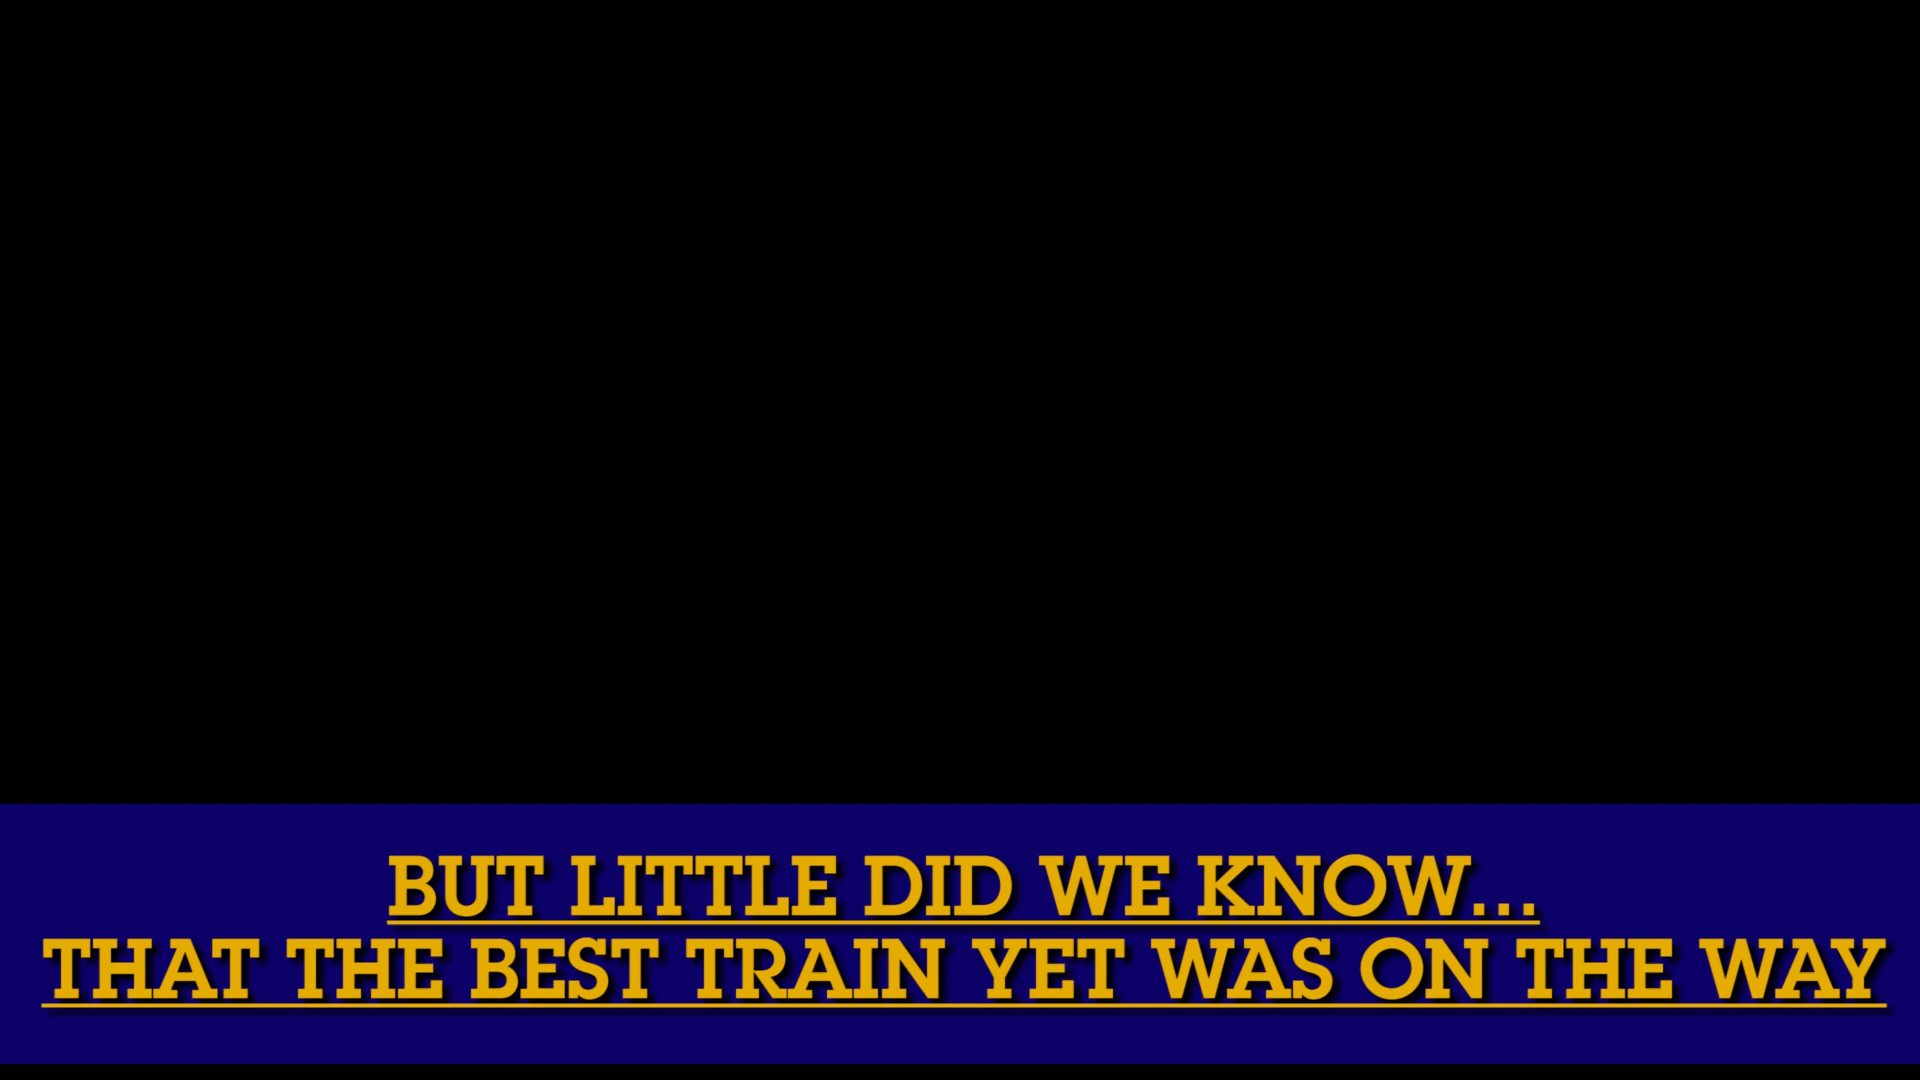 BUT LITTLE DID WE KNOW...
THAT THE BEST TRAIN YET WAS ON THE WAY